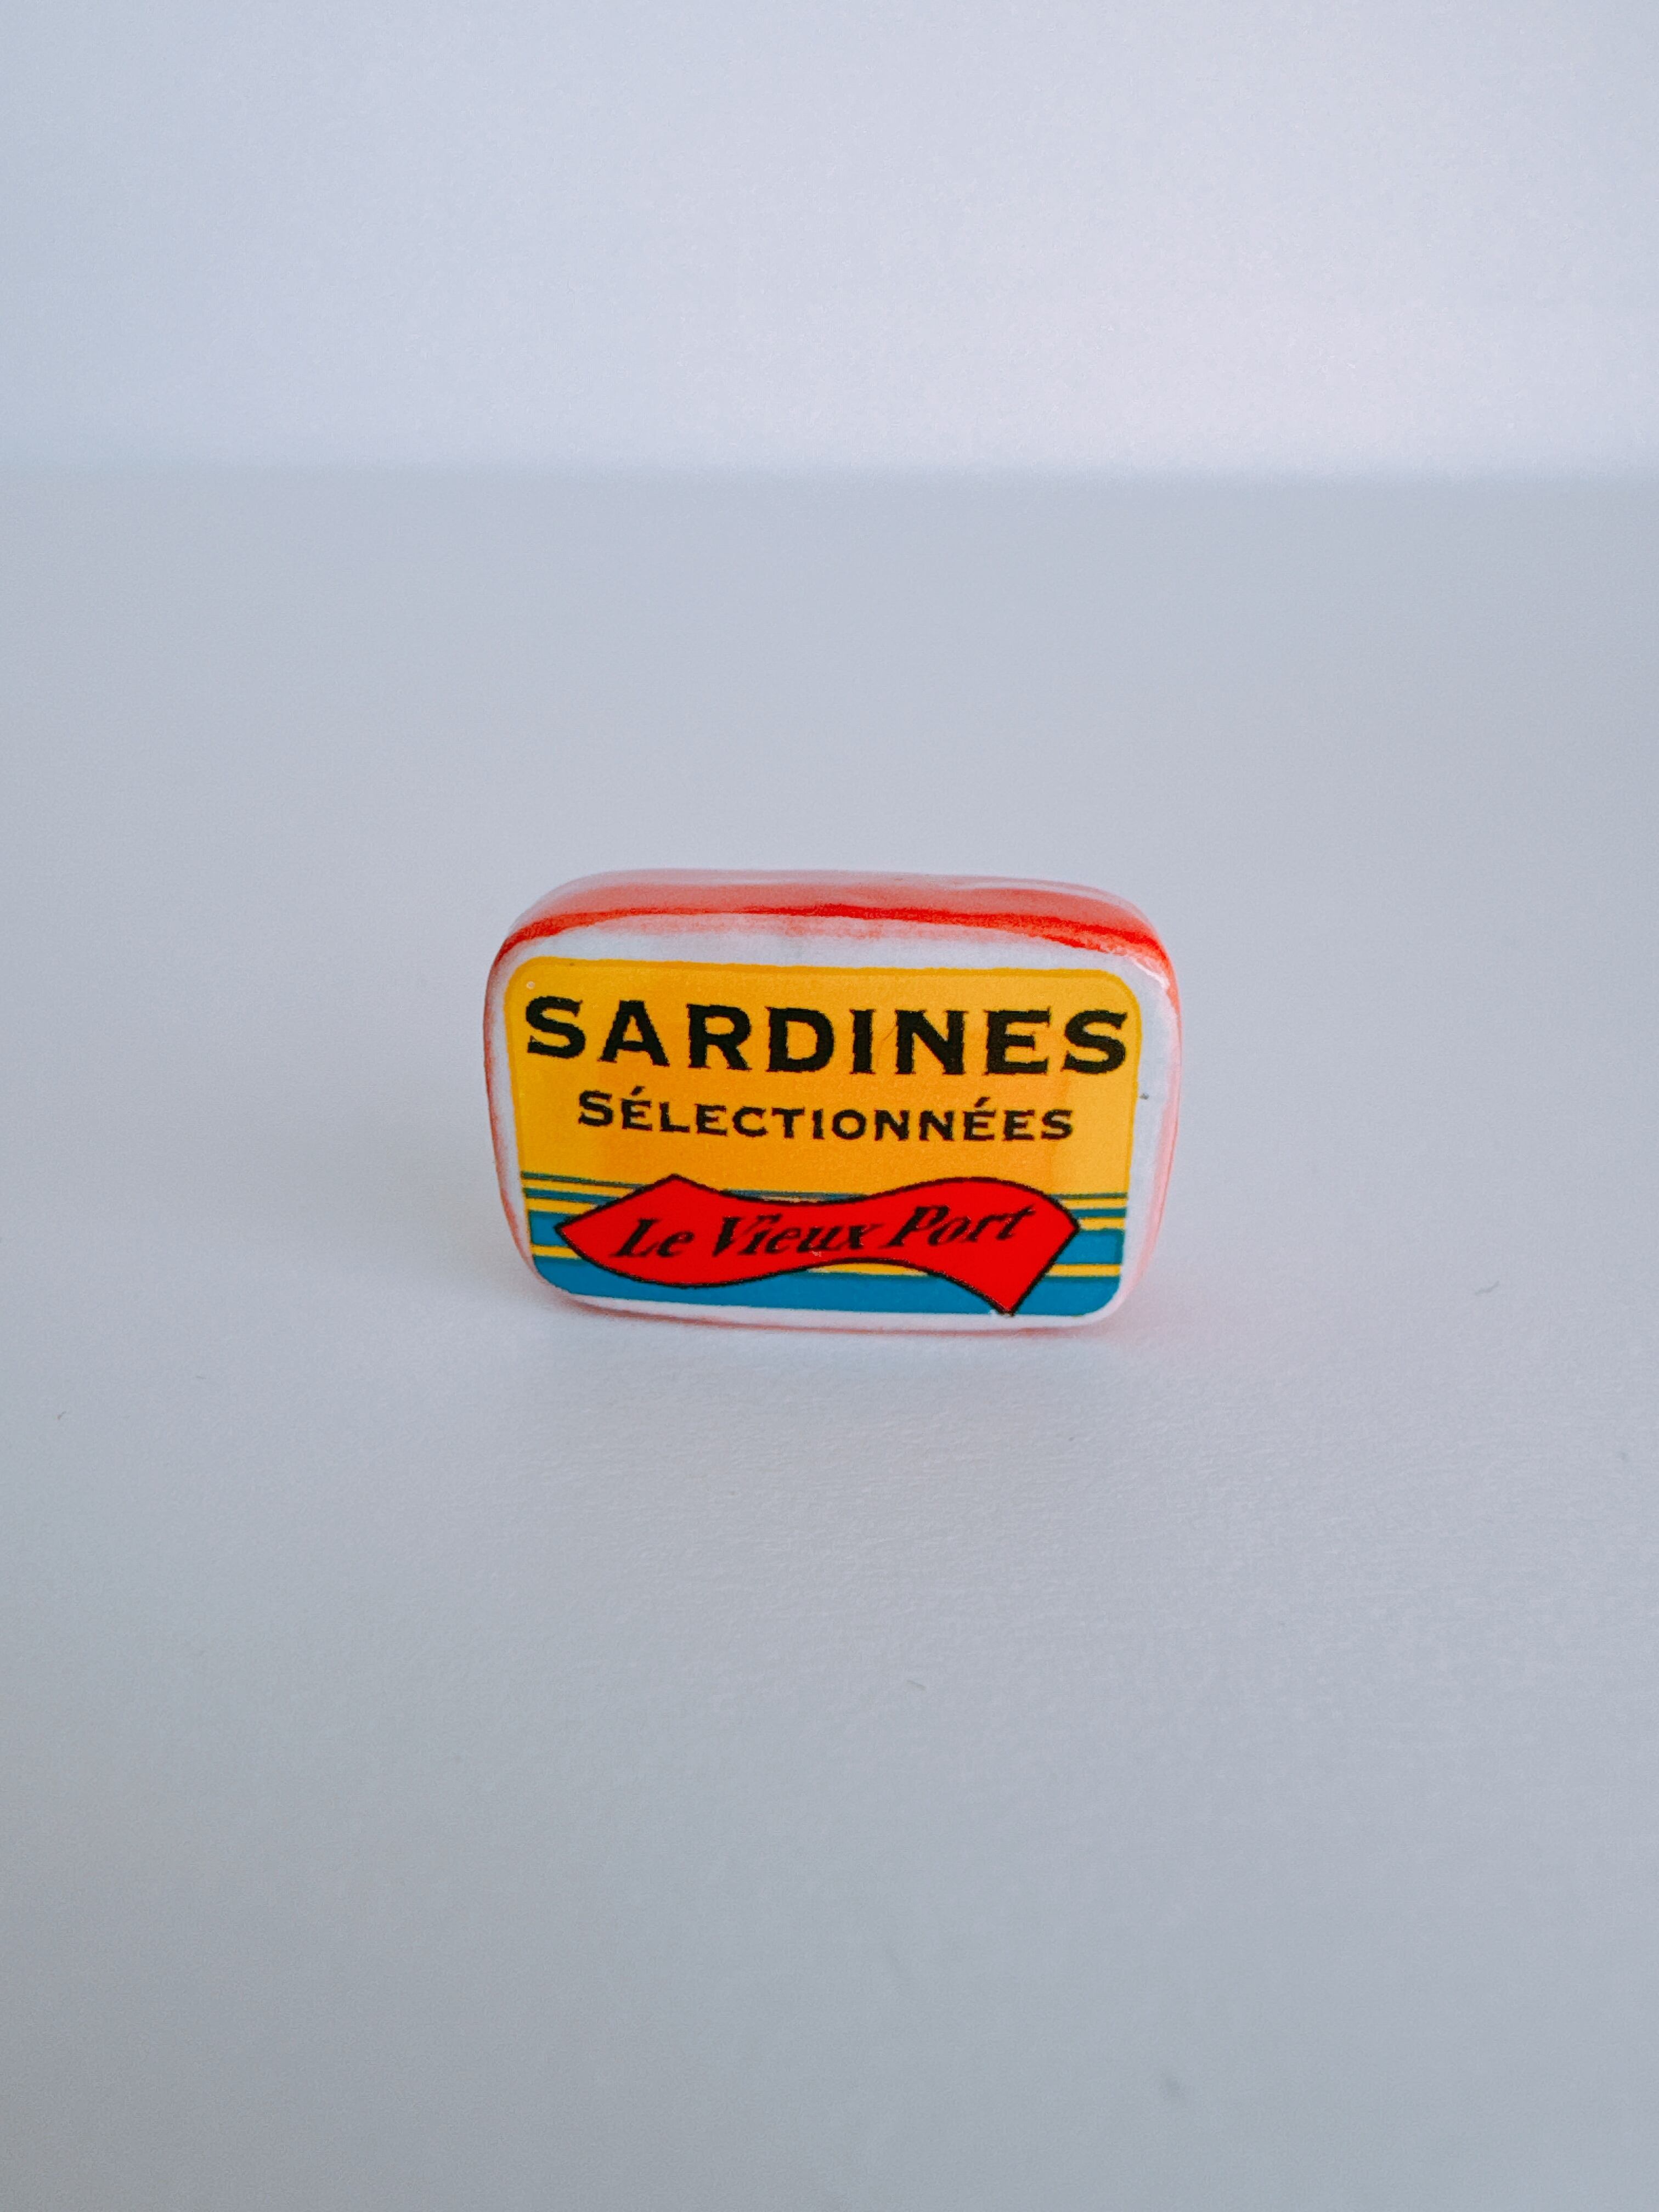 SARDINES
SÉLECTIONNÉES
Le Vieux Port